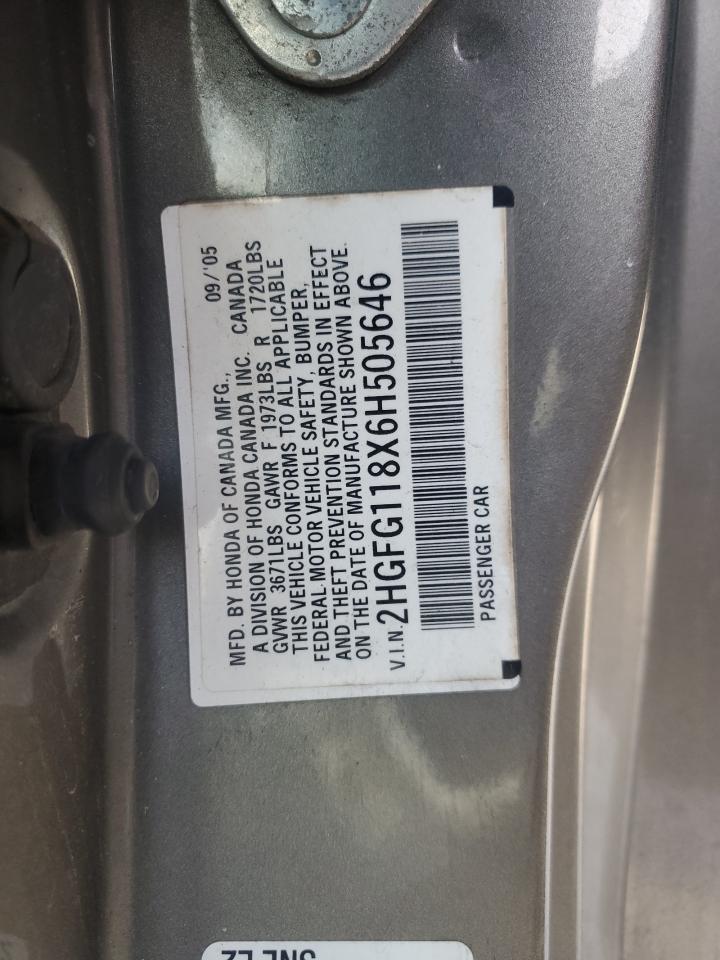 MFD. BY HONDA OF CANADA MFG., 09/'05
A DIVISION OF HONDA CANADA INC. CANADA
GVWR 3671LBS GAWR F 1973LBS R 1720LBS
THIS VEHICLE CONFORMS TO ALL APPLICABLE
FEDERAL MOTOR VEHICLE SAFETY, BUMPER,
AND THEFT PREVENTION STANDARDS IN EFFECT
ON THE DATE OF MANUFACTURE SHOWN ABOVE.
V.I.N. 2HGFG118X6H505646
PASSENGER CAR